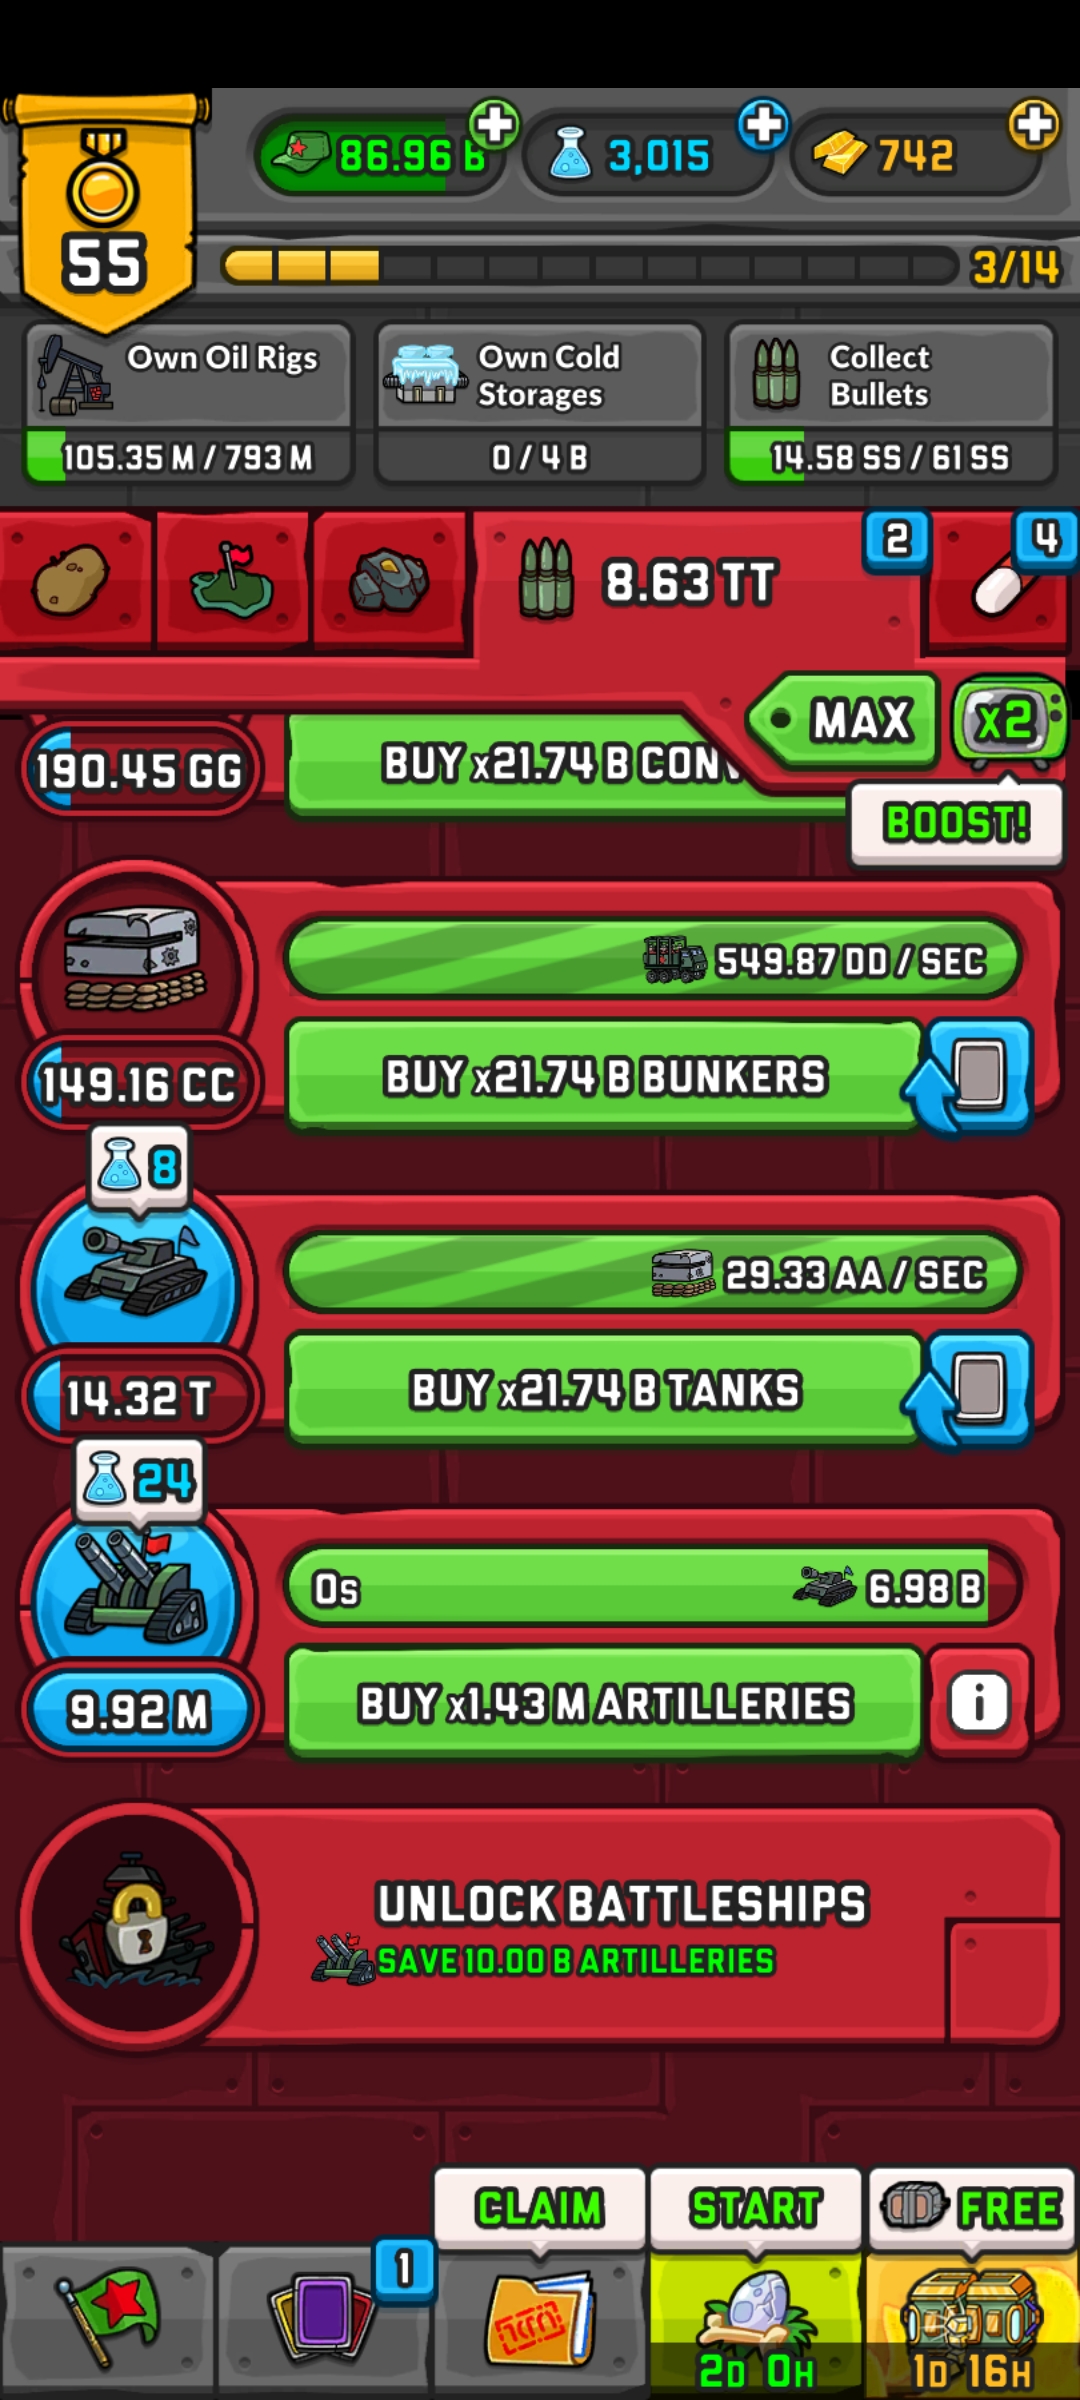 86.96 B
3,015
742
55
3/14
Own Oil Rigs
105.35 M / 793 M
Own Cold
Storages
0 / 4 B
Collect
Bullets
14.58 SS / 61 SS
8.63 TT
2
4
MAX
x2
BOOST!
190.45 GG
BUY x21.74 B CON
549.87 DD / SEC
149.16 CC
BUY x21.74 B BUNKERS
8
29.33 AA / SEC
14.32 T
BUY x21.74 B TANKS
24
0s
6.98 B
9.92 M
BUY x1.43 M ARTILLERIES
i
UNLOCK BATTLESHIPS
SAVE 10.00 B ARTILLERIES
CLAIM
START
FREE
1
2D 0H
1D 16H